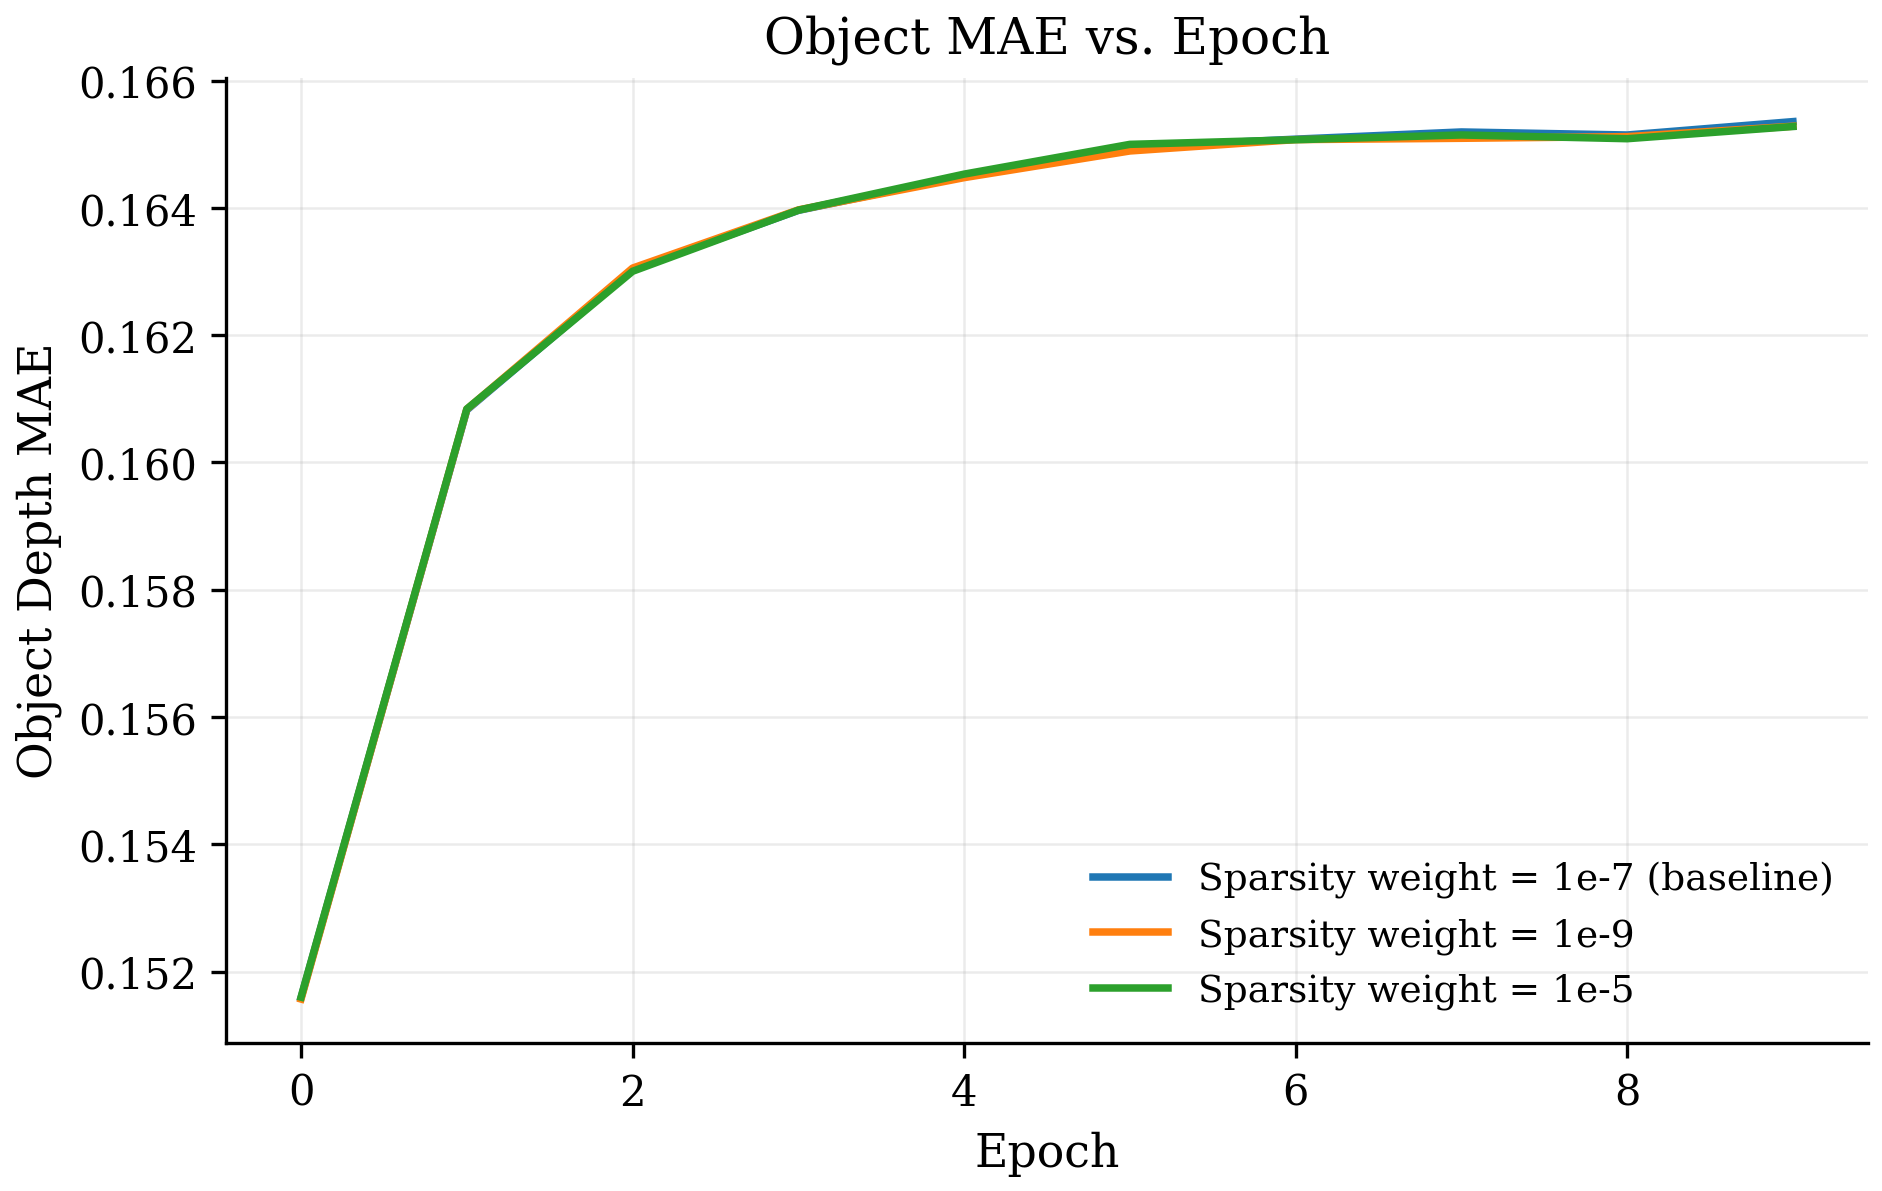 Object MAE vs. Epoch
0.166
0.164
0.162
0.160
0.158
0.156
0.154
0.152
Object Depth MAE
Sparsity weight = 1e-7 (baseline)
Sparsity weight = 1e-9
Sparsity weight = 1e-5
0 2 4 6 8
Epoch